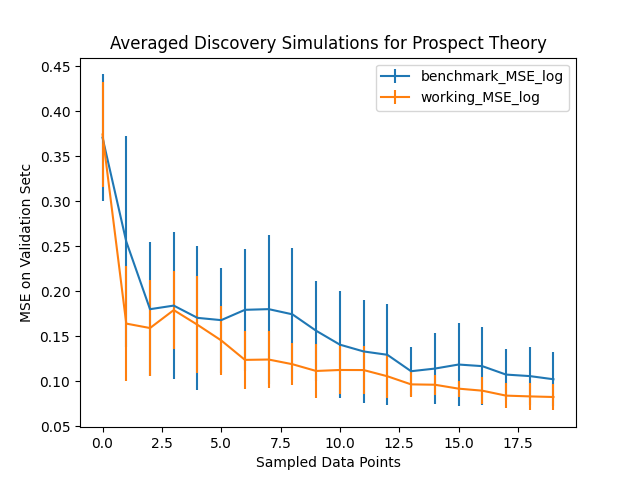 Averaged Discovery Simulations for Prospect Theory
benchmark_MSE_log
working_MSE_log
MSE on Validation Setc
0.45
0.40
0.35
0.30
0.25
0.20
0.15
0.10
0.05
0.0 2.5 5.0 7.5 10.0 12.5 15.0 17.5
Sampled Data Points